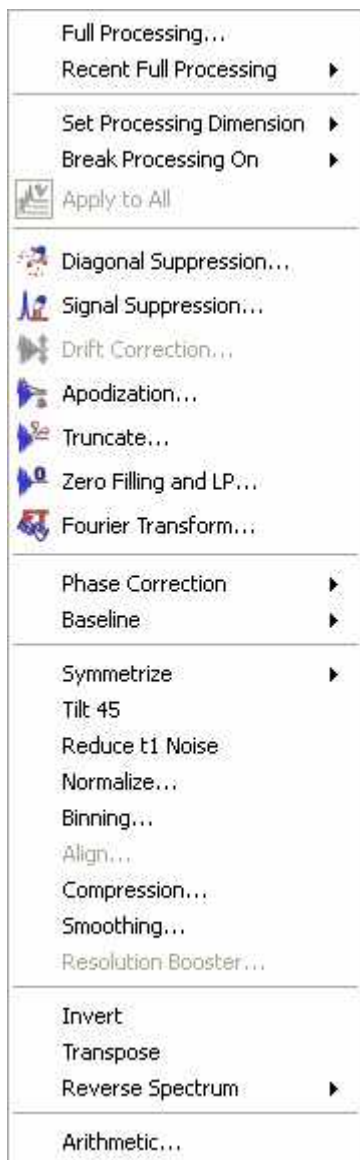 Full Processing...
Recent Full Processing
Set Processing Dimension
Break Processing On
Apply to All
Diagonal Suppression...
Signal Suppression...
Drift Correction...
Apodization...
Truncate...
Zero Filling and LP...
Fourier Transform...
Phase Correction
Baseline
Symmetrize
Tilt 45
Reduce t1 Noise
Normalize...
Binning...
Align...
Compression...
Smoothing...
Resolution Booster...
Invert
Transpose
Reverse Spectrum
Arithmetic...